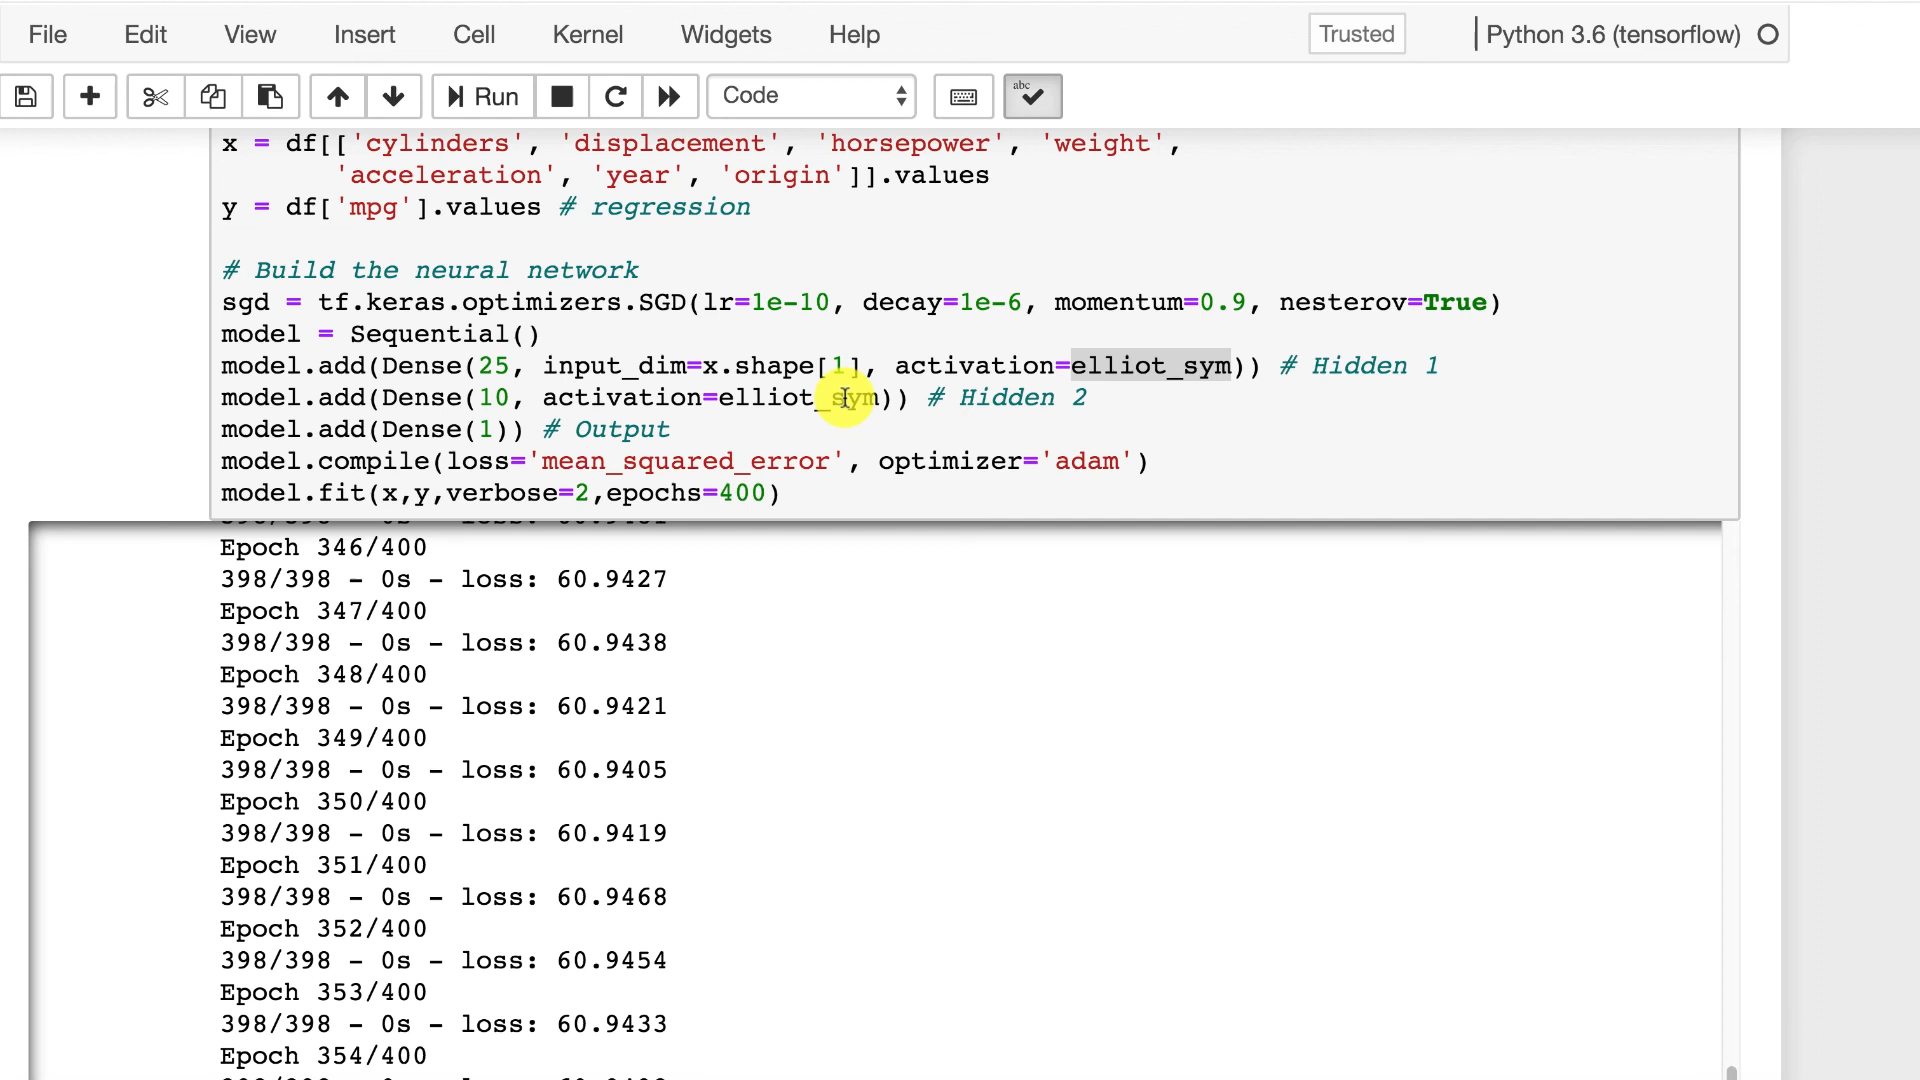 File Edit View Insert Cell Kernel Widgets Help Trusted Python 3.6 (tensorflow)
Run Code abc
x = df[['cylinders', 'displacement', 'horsepower', 'weight',
'acceleration', 'year', 'origin']].values
y = df['mpg'].values # regression
# Build the neural network
sgd = tf.keras.optimizers.SGD(lr=1e-10, decay=1e-6, momentum=0.9, nesterov=True)
model = Sequential()
model.add(Dense(25, input_dim=x.shape[1], activation=elliot_sym)) # Hidden 1
model.add(Dense(10, activation=elliot_sym)) # Hidden 2
model.add(Dense(1)) # Output
model.compile(loss='mean_squared_error', optimizer='adam')
model.fit(x,y,verbose=2,epochs=400)
Epoch 346/400
398/398 - 0s - loss: 60.9427
Epoch 347/400
398/398 - 0s - loss: 60.9438
Epoch 348/400
398/398 - 0s - loss: 60.9421
Epoch 349/400
398/398 - 0s - loss: 60.9405
Epoch 350/400
398/398 - 0s - loss: 60.9419
Epoch 351/400
398/398 - 0s - loss: 60.9468
Epoch 352/400
398/398 - 0s - loss: 60.9454
Epoch 353/400
398/398 - 0s - loss: 60.9433
Epoch 354/400